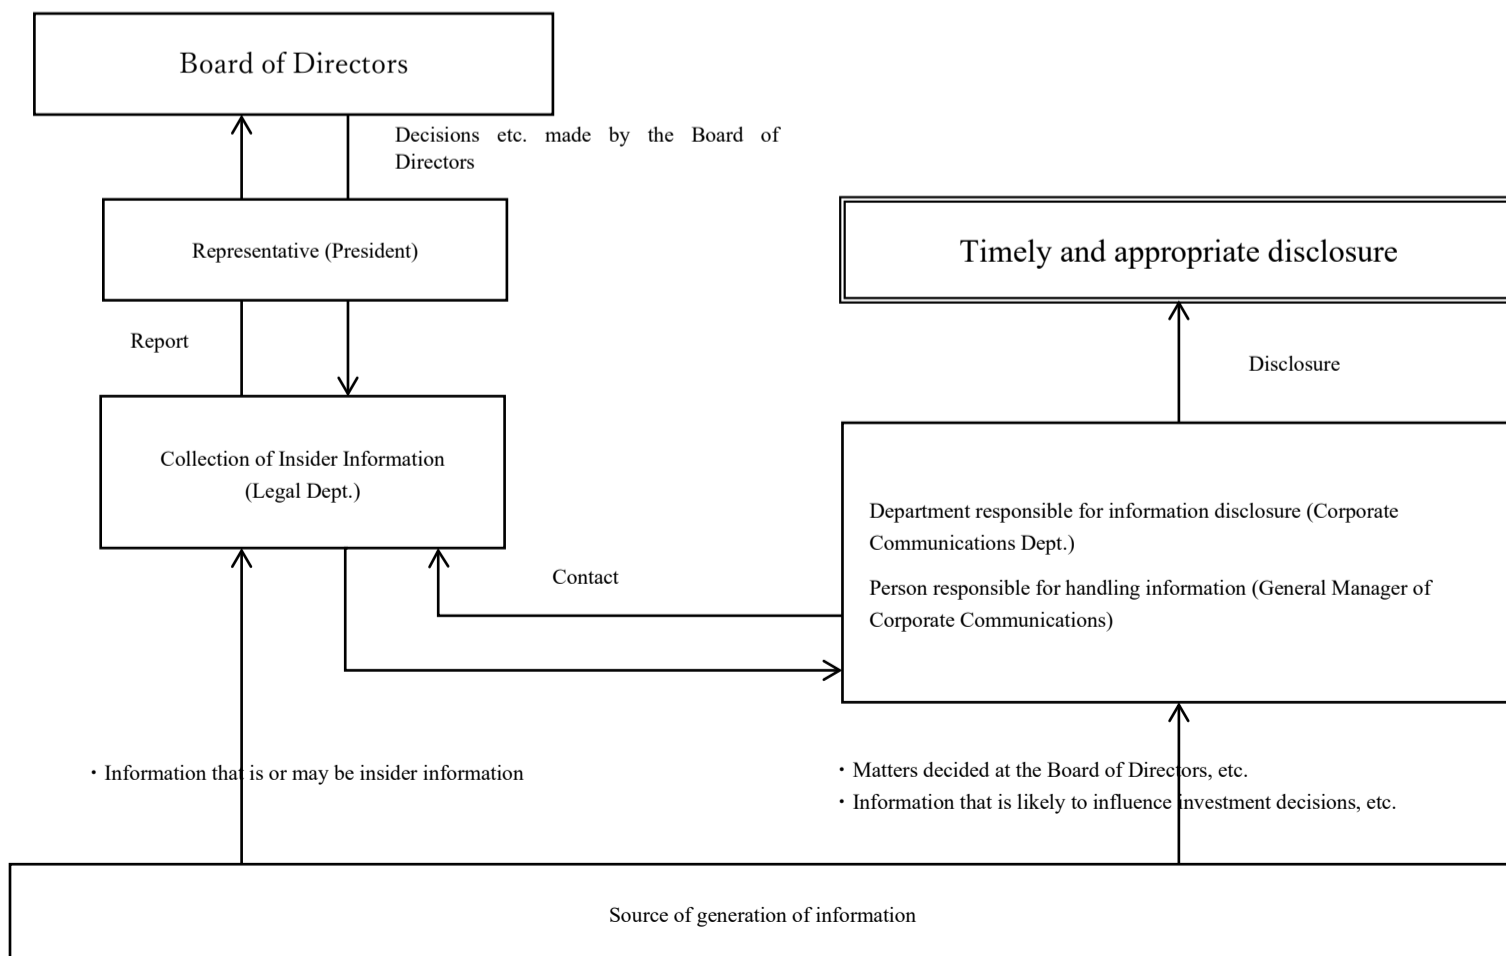 Board of Directors
Decisions etc. made by the Board of
Directors
Representative (President)
Timely and appropriate disclosure
Report
Disclosure
Collection of Insider Information
(Legal Dept.)
Department responsible for information disclosure (Corporate
Communications Dept.)
Person responsible for handling information (General Manager of
Corporate Communications)
Contact
・Information that is or may be insider information
・Matters decided at the Board of Directors, etc.
・Information that is likely to influence investment decisions, etc.
Source of generation of information